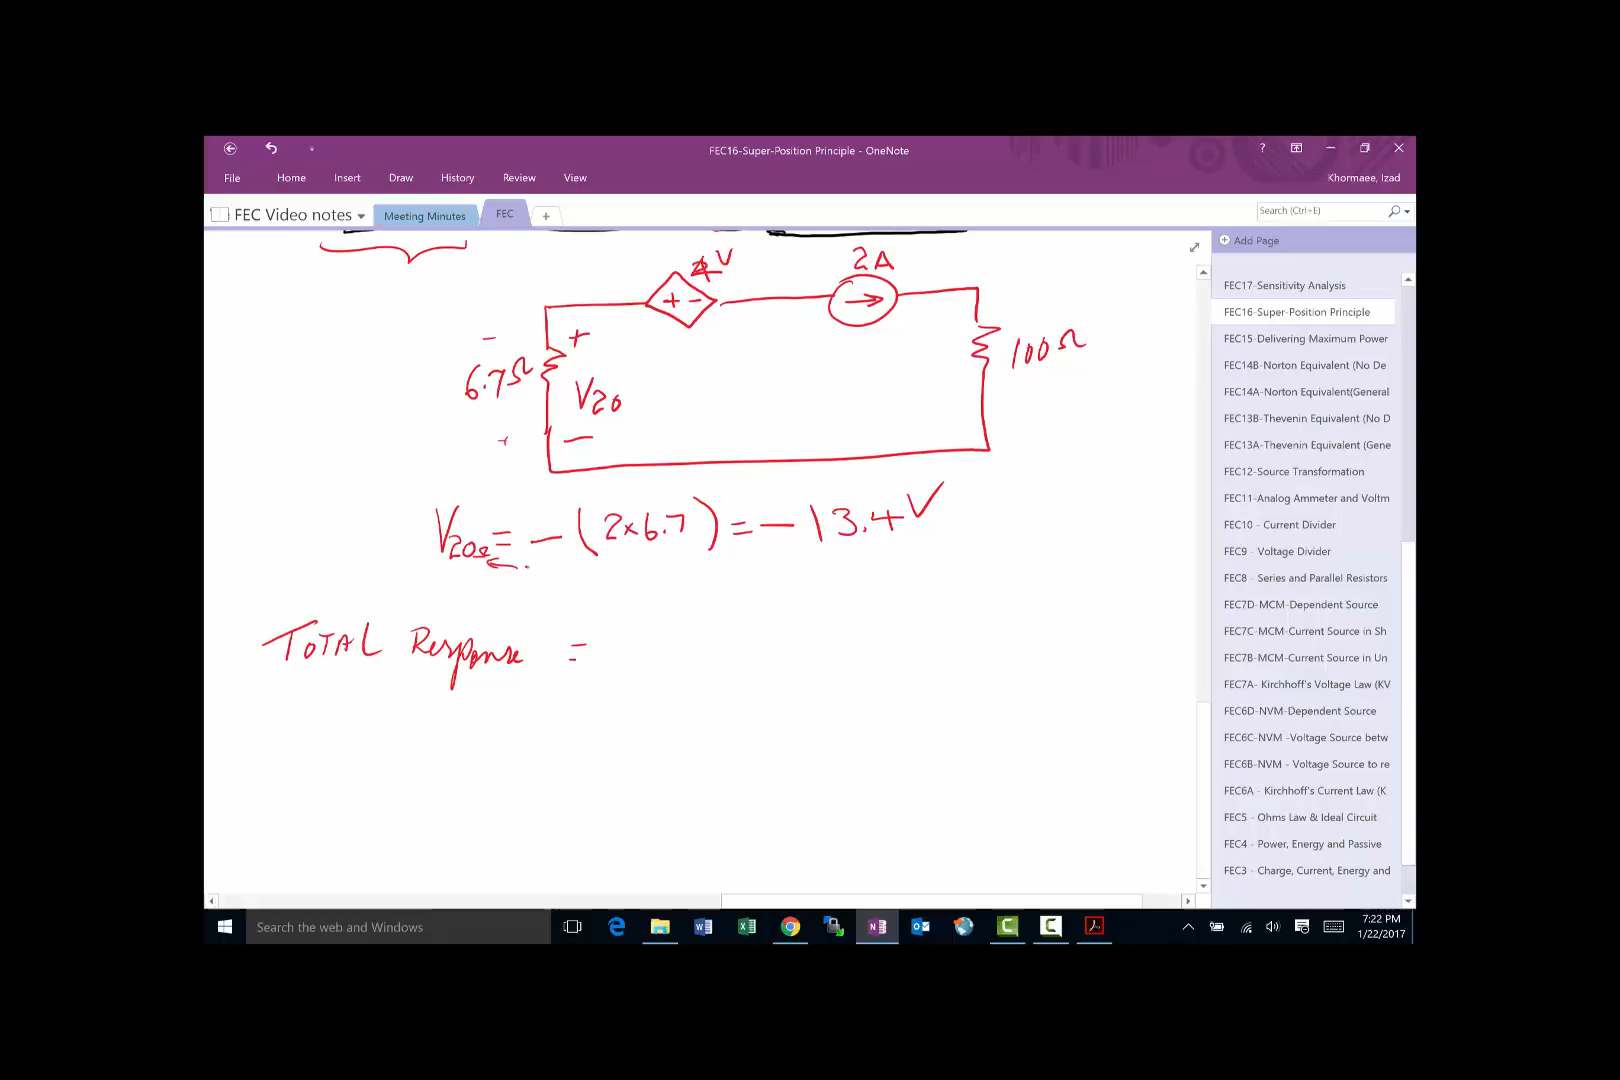 FEC16-Super-Position Principle - OneNote
File Home Insert Draw History Review View
Khormaee, Izad
FEC Video notes
Meeting Minutes
FEC
Search (Ctrl+E)
Add Page
FEC17-Sensitivity Analysis
FEC16-Super-Position Principle
FEC15-Delivering Maximum Power
FEC14B-Norton Equivalent (No De
FEC14A-Norton Equivalent(General
FEC13B-Thevenin Equivalent (No D
FEC13A-Thevenin Equivalent (Gene
FEC12-Source Transformation
FEC11-Analog Ammeter and Voltm
FEC10 - Current Divider
FEC9 - Voltage Divider
FEC8 - Series and Parallel Resistors
FEC7D-MCM-Dependent Source
FEC7C-MCM-Current Source in Sh
FEC7B-MCM-Current Source in Un
FEC7A- Kirchhoff's Voltage Law (KV
FEC6D-NVM-Dependent Source
FEC6C-NVM -Voltage Source betw
FEC6B-NVM - Voltage Source to re
FEC6A - Kirchhoff's Current Law (K
FEC5 - Ohms Law & Ideal Circuit
FEC4 - Power, Energy and Passive
FEC3 - Charge, Current, Energy and
2A
+ -
- +
6.7Ω
V20
+ -
100Ω
= - (2×6.7) = - 13.4V
TOTAL Response =
Search the web and Windows
7:22 PM
1/22/2017